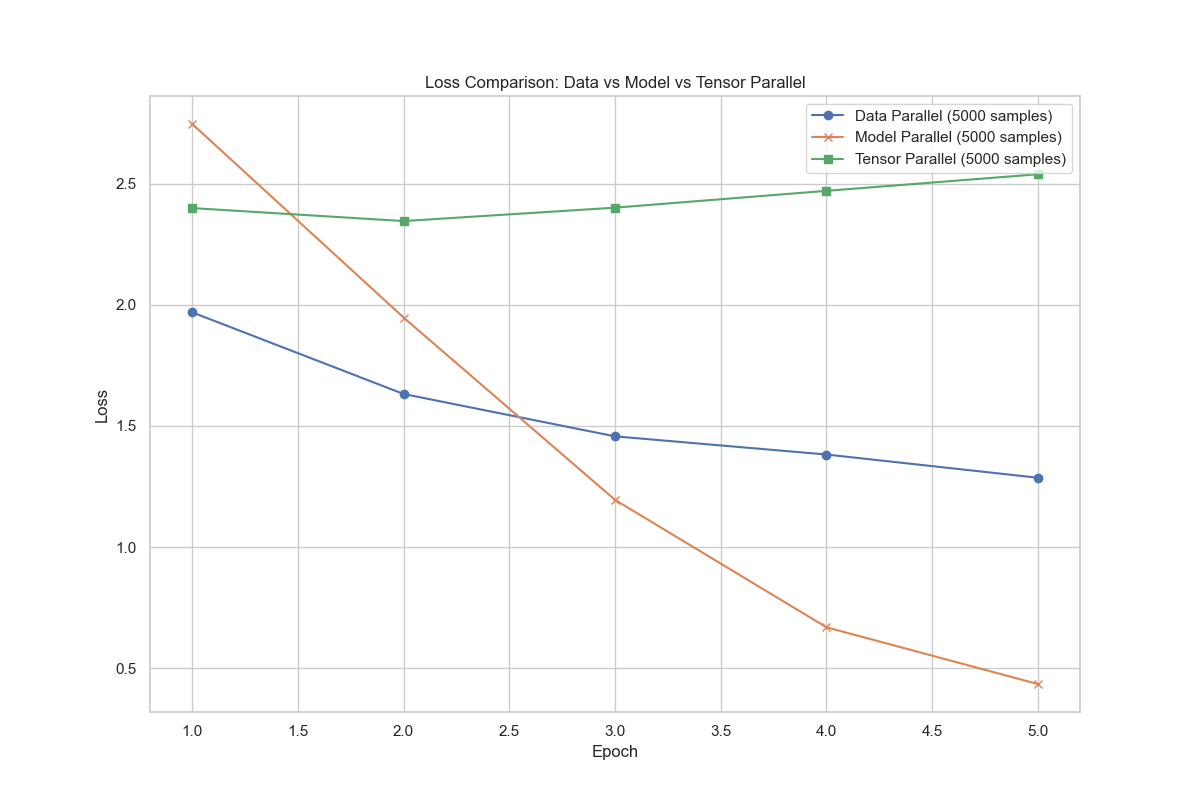 Loss Comparison: Data vs Model vs Tensor Parallel
Data Parallel (5000 samples)
Model Parallel (5000 samples)
Tensor Parallel (5000 samples)
2.5
2.0
1.5
1.0
0.5
Loss
1.0 1.5 2.0 2.5 3.0 3.5 4.0 4.5 5.0
Epoch